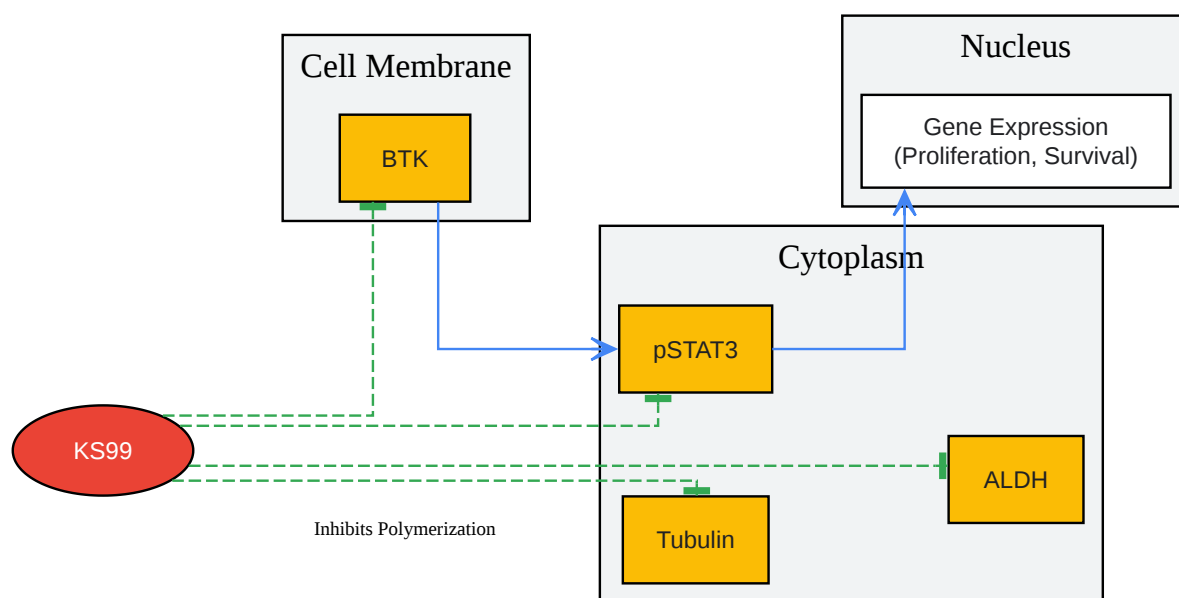 Nucleus
Cell Membrane
Gene Expression
(Proliferation, Survival)
BTK
Cytoplasm
pSTAT3
KS99
ALDH
Inhibits Polymerization
Tubulin